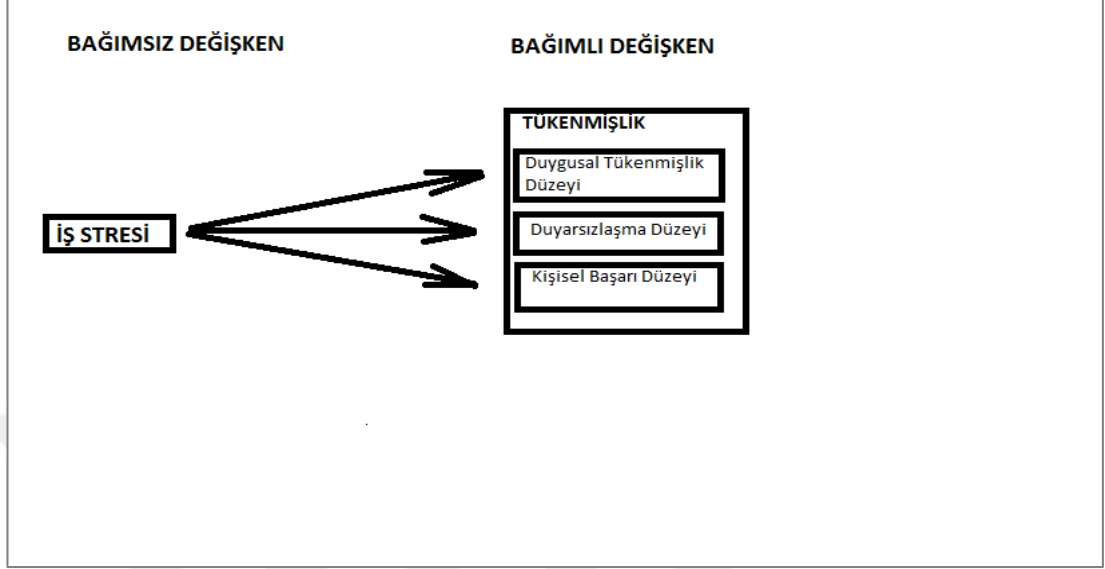 BAĞIMSIZ DEĞİŞKEN
BAĞIMLI DEĞİŞKEN
İŞ STRESİ
TÜKENMİŞLİK
Duygusal Tükenmişlik
Düzeyi
Duyarsızlaşma Düzeyi
Kişisel Başarı Düzeyi